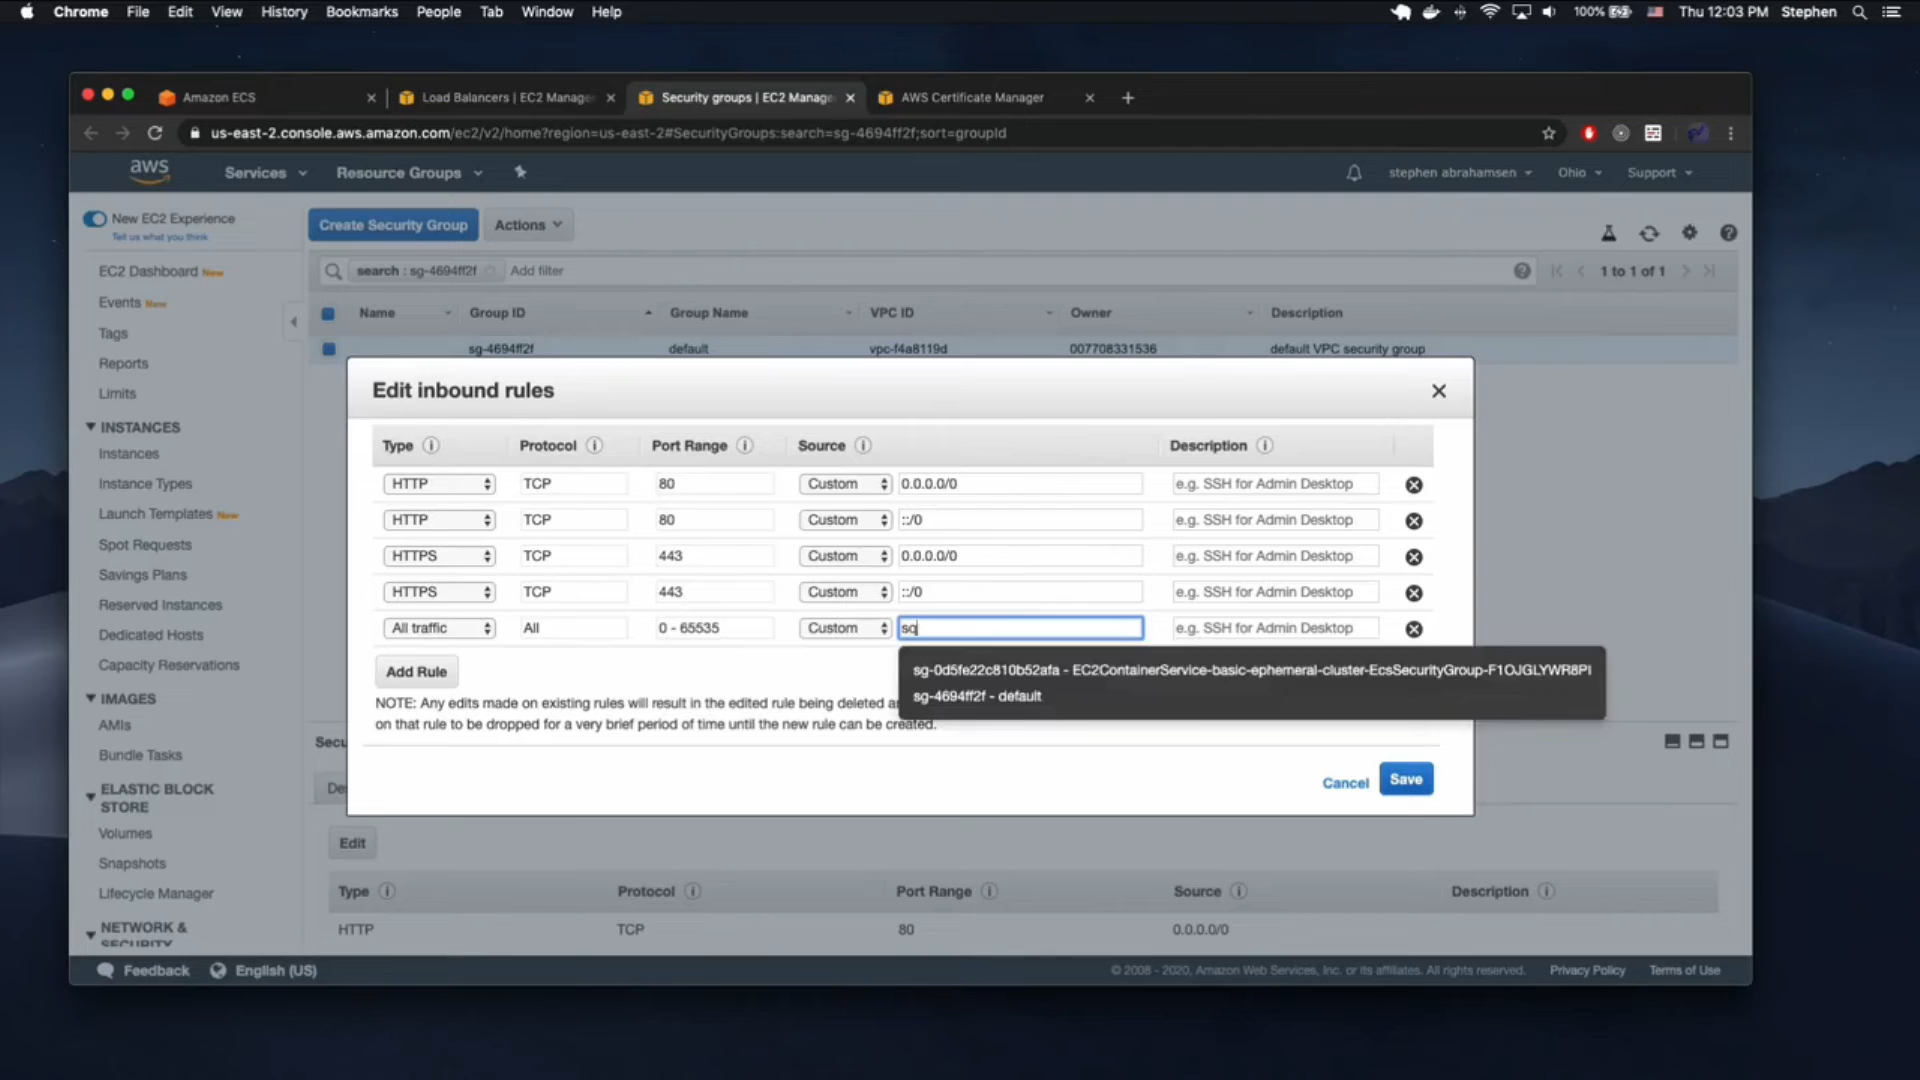 Chrome File Edit View History Bookmarks People Tab Window Help 100% Thu 12:03 PM Stephen
Amazon ECS Load Balancers | EC2 Manage Security groups | EC2 Manage AWS Certificate Manager
us-east-2.console.aws.amazon.com/ec2/v2/home?region=us-east-2#SecurityGroups:search=sg-4694ff2f;sort=groupId
aws Services Resource Groups stephen abrahamsen Ohio Support
New EC2 Experience
Tell us what you think
Create Security Group Actions
EC2 Dashboard New
search : sg-4694ff2f Add filter 1 to 1 of 1
Events New
Name Group ID Group Name VPC ID Owner Description
Tags
sg-4694ff2f default vpc-f4a8119d 007708331536 default VPC security group
Reports
Limits
INSTANCES
Instances
Instance Types
Launch Templates New
Spot Requests
Savings Plans
Reserved Instances
Dedicated Hosts
Capacity Reservations
IMAGES
AMIs
Bundle Tasks
ELASTIC BLOCK
STORE
Volumes
Snapshots
Lifecycle Manager
NETWORK &
SECURITY
Edit inbound rules
Type Protocol Port Range Source Description
HTTP TCP 80 Custom 0.0.0.0/0 e.g. SSH for Admin Desktop
HTTP TCP 80 Custom ::/0 e.g. SSH for Admin Desktop
HTTPS TCP 443 Custom 0.0.0.0/0 e.g. SSH for Admin Desktop
HTTPS TCP 443 Custom ::/0 e.g. SSH for Admin Desktop
All traffic All 0 - 65535 Custom sg e.g. SSH for Admin Desktop
sg-0d5fe22c810b52afa - EC2ContainerService-basic-ephemeral-cluster-EcsSecurityGroup-F1OJGLYWR8PI
sg-4694ff2f - default
Add Rule
NOTE: Any edits made on existing rules will result in the edited rule being deleted a
on that rule to be dropped for a very brief period of time until the new rule can be created.
Cancel Save
Secu
De
Edit
Type Protocol Port Range Source Description
HTTP TCP 80 0.0.0.0/0
Feedback English (US) © 2008 - 2020, Amazon Web Services, Inc. or its affiliates. All rights reserved. Privacy Policy Terms of Use